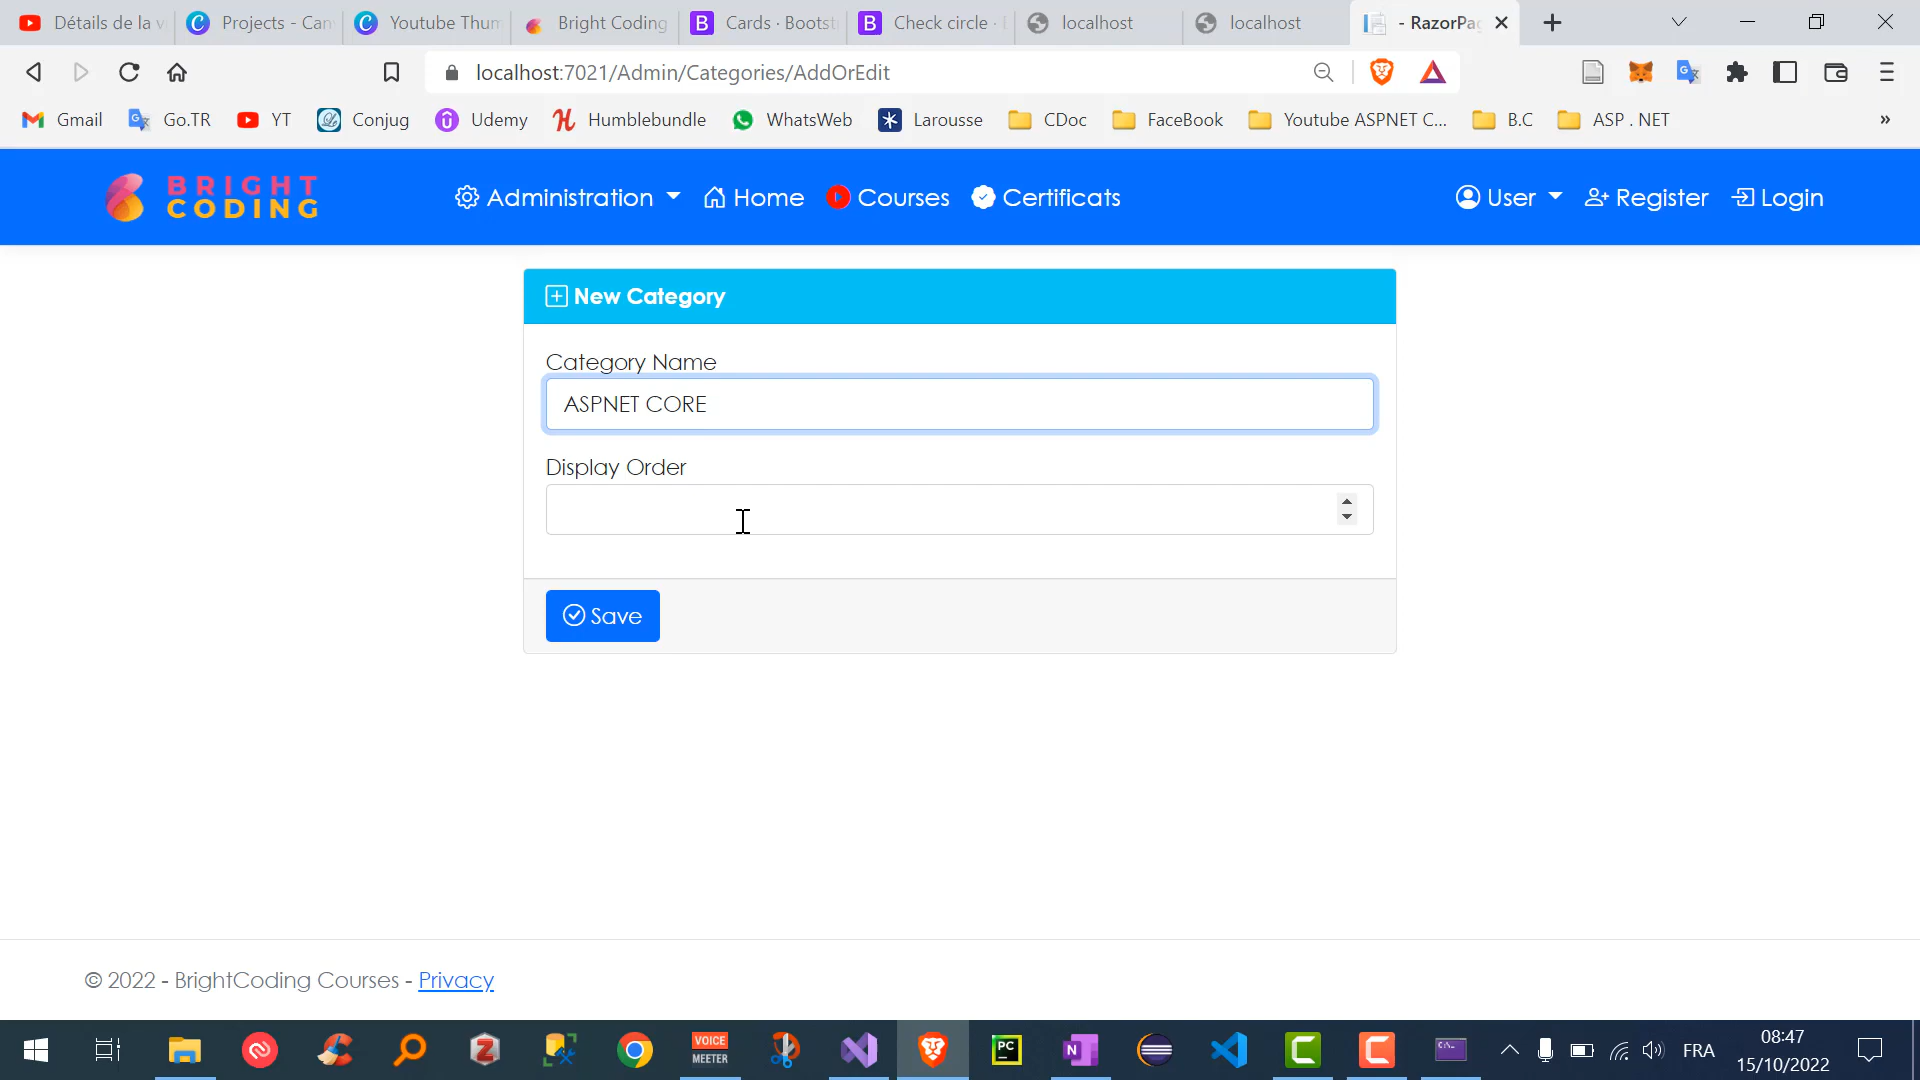 Détails de la v
Projects - Can
Youtube Thum
Bright Coding
Cards · Bootst
Check circle ·
localhost
localhost
- RazorPag
localhost:7021/Admin/Categories/AddOrEdit
Gmail
Go.TR
YT
Conjug
Udemy
Humblebundle
WhatsWeb
Larousse
CDoc
FaceBook
Youtube ASPNET C...
B.C
ASP . NET
»
BRIGHT
CODING
Administration
Home
Courses
Certificats
User
Register
Login
New Category
Category Name
ASPNET CORE
Display Order
Save
© 2022 - BrightCoding Courses - Privacy
VOICE
MEETER
PC
N
FRA
08:47
15/10/2022